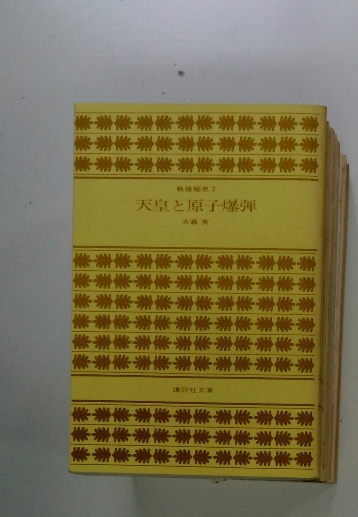 戦後秘史2
天皇と原子爆弾
大森実
講談社文庫